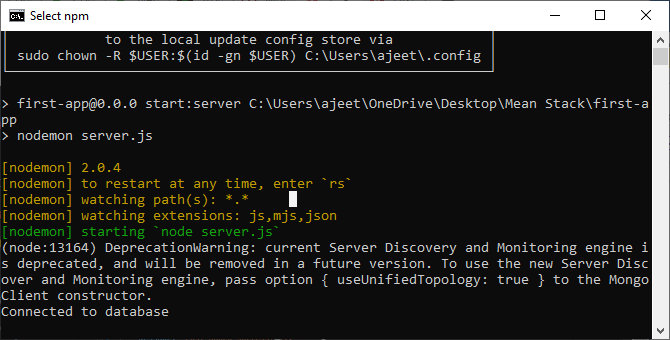 Select npm
to the local update config store via
sudo chown -R $USER:$(id -gn $USER) C:\Users\ajeet\.config
> first-app@0.0.0 start:server C:\Users\ajeet\OneDrive\Desktop\Mean Stack\first-a
pp
> nodemon server.js
[nodemon] 2.0.4
[nodemon] to restart at any time, enter `rs`
[nodemon] watching path(s): *.*
[nodemon] watching extensions: js,mjs,json
[nodemon] starting `node server.js`
(node:13164) DeprecationWarning: current Server Discovery and Monitoring engine i
s deprecated, and will be removed in a future version. To use the new Server Disc
over and Monitoring engine, pass option { useUnifiedTopology: true } to the Mongo
Client constructor.
Connected to database